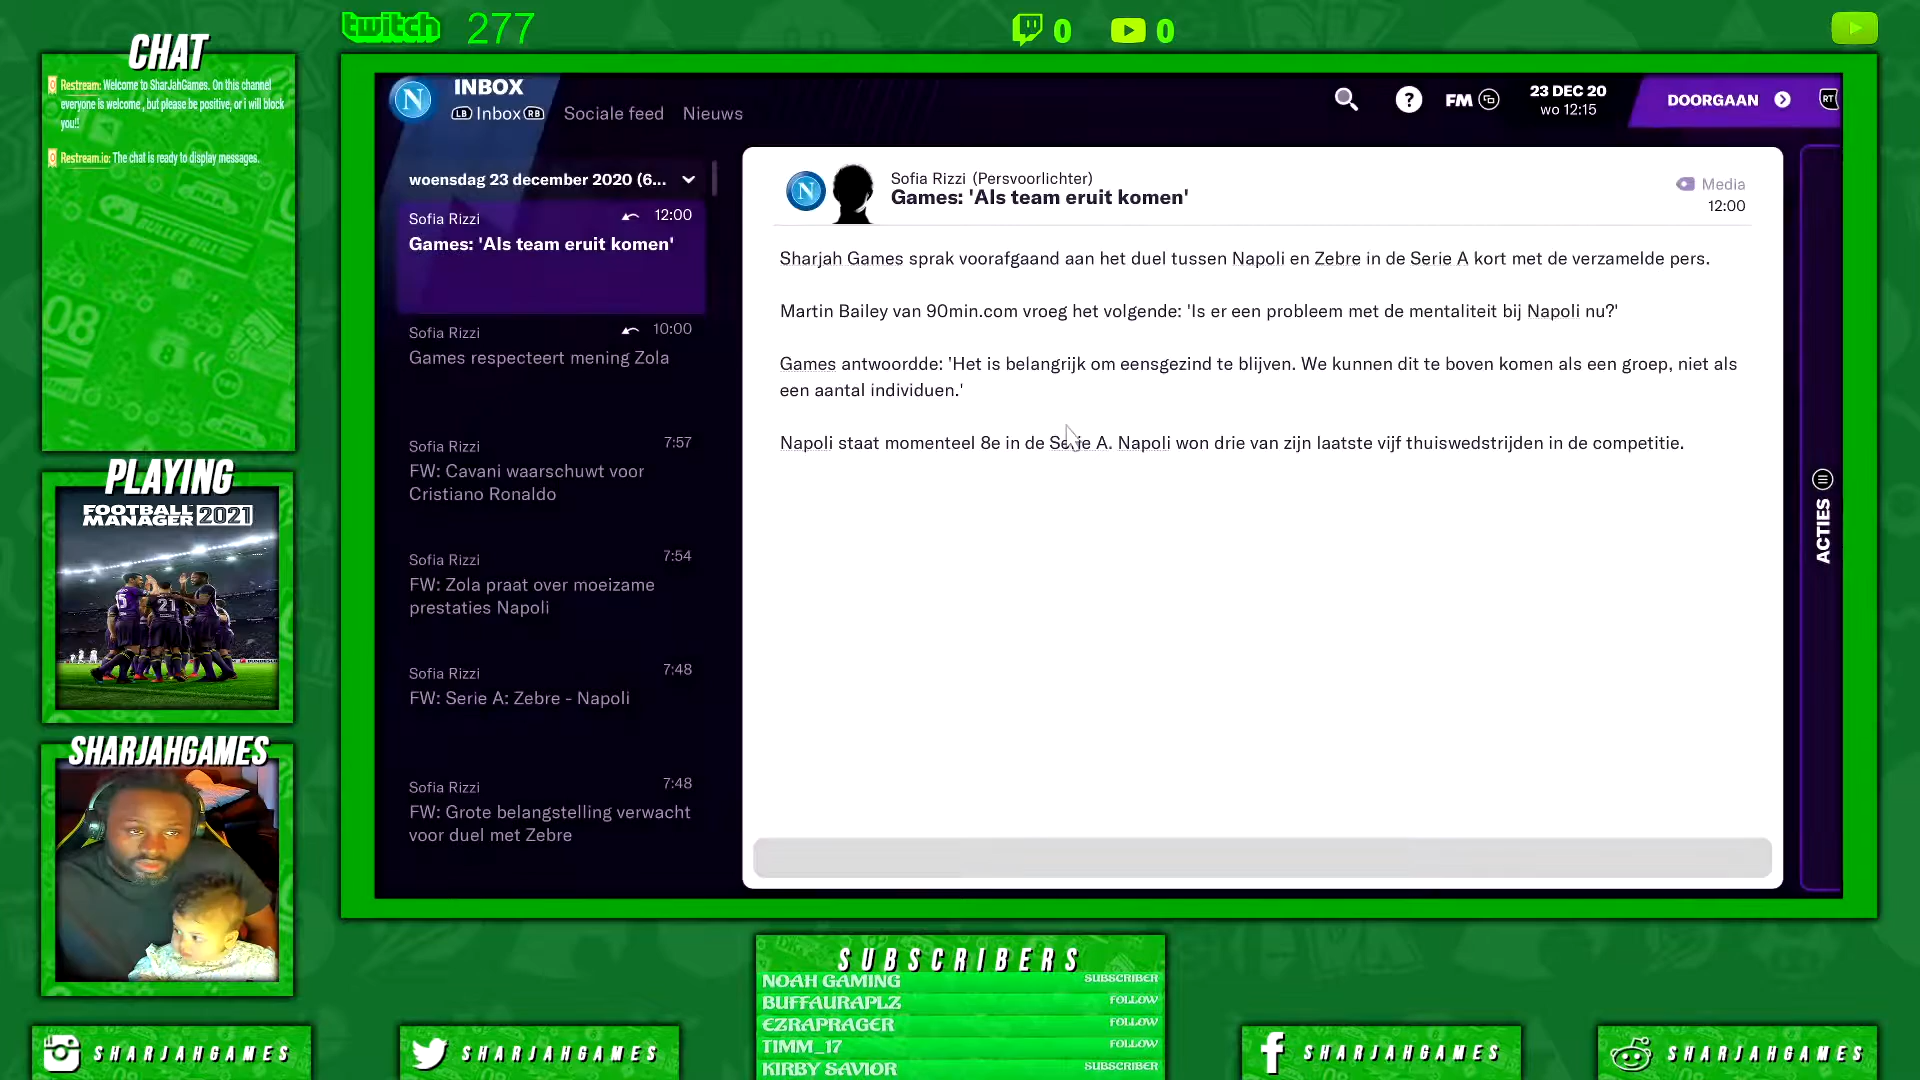 CHAT
twitch 277
0
0
Restream: Welcome to SharJahGames. On this channel
everyone is welcome , but please be positive, or i will block
you!!
Restream.io: The chat is ready to display messages.
INBOX
LB Inbox RB
Sociale feed
Nieuws
?
FM
23 DEC 20
wo 12:15
DOORGAAN
RT
woensdag 23 december 2020 (6...
Sofia Rizzi
12:00
Games: 'Als team eruit komen'
Sofia Rizzi
10:00
Games respecteert mening Zola
Sofia Rizzi
7:57
FW: Cavani waarschuwt voor
Cristiano Ronaldo
Sofia Rizzi
7:54
FW: Zola praat over moeizame
prestaties Napoli
Sofia Rizzi
7:48
FW: Serie A: Zebre - Napoli
Sofia Rizzi
7:48
FW: Grote belangstelling verwacht
voor duel met Zebre
N
N
Sofia Rizzi (Persvoorlichter)
Games: 'Als team eruit komen'
Media
12:00
Sharjah Games sprak voorafgaand aan het duel tussen Napoli en Zebre in de Serie A kort met de verzamelde pers.
Martin Bailey van 90min.com vroeg het volgende: 'Is er een probleem met de mentaliteit bij Napoli nu?'
Games antwoordde: 'Het is belangrijk om eensgezind te blijven. We kunnen dit te boven komen als een groep, niet als
een aantal individuen.'
Napoli staat momenteel 8e in de Serie A. Napoli won drie van zijn laatste vijf thuiswedstrijden in de competitie.
ACTIES
PLAYING
FOOTBALL
MANAGER 2021
15
21
SHARJAHGAMES
SUBSCRIBERS
NOAH GAMING SUBSCRIBER
BUFFAURAPLZ FOLLOW
EZRAPRAGER FOLLOW
TIMM_17 FOLLOW
KIRBY SAVIOR SUBSCRIBER
SHARJAHGAMES
SHARJAHGAMES
SHARJAHGAMES
SHARJAHGAMES